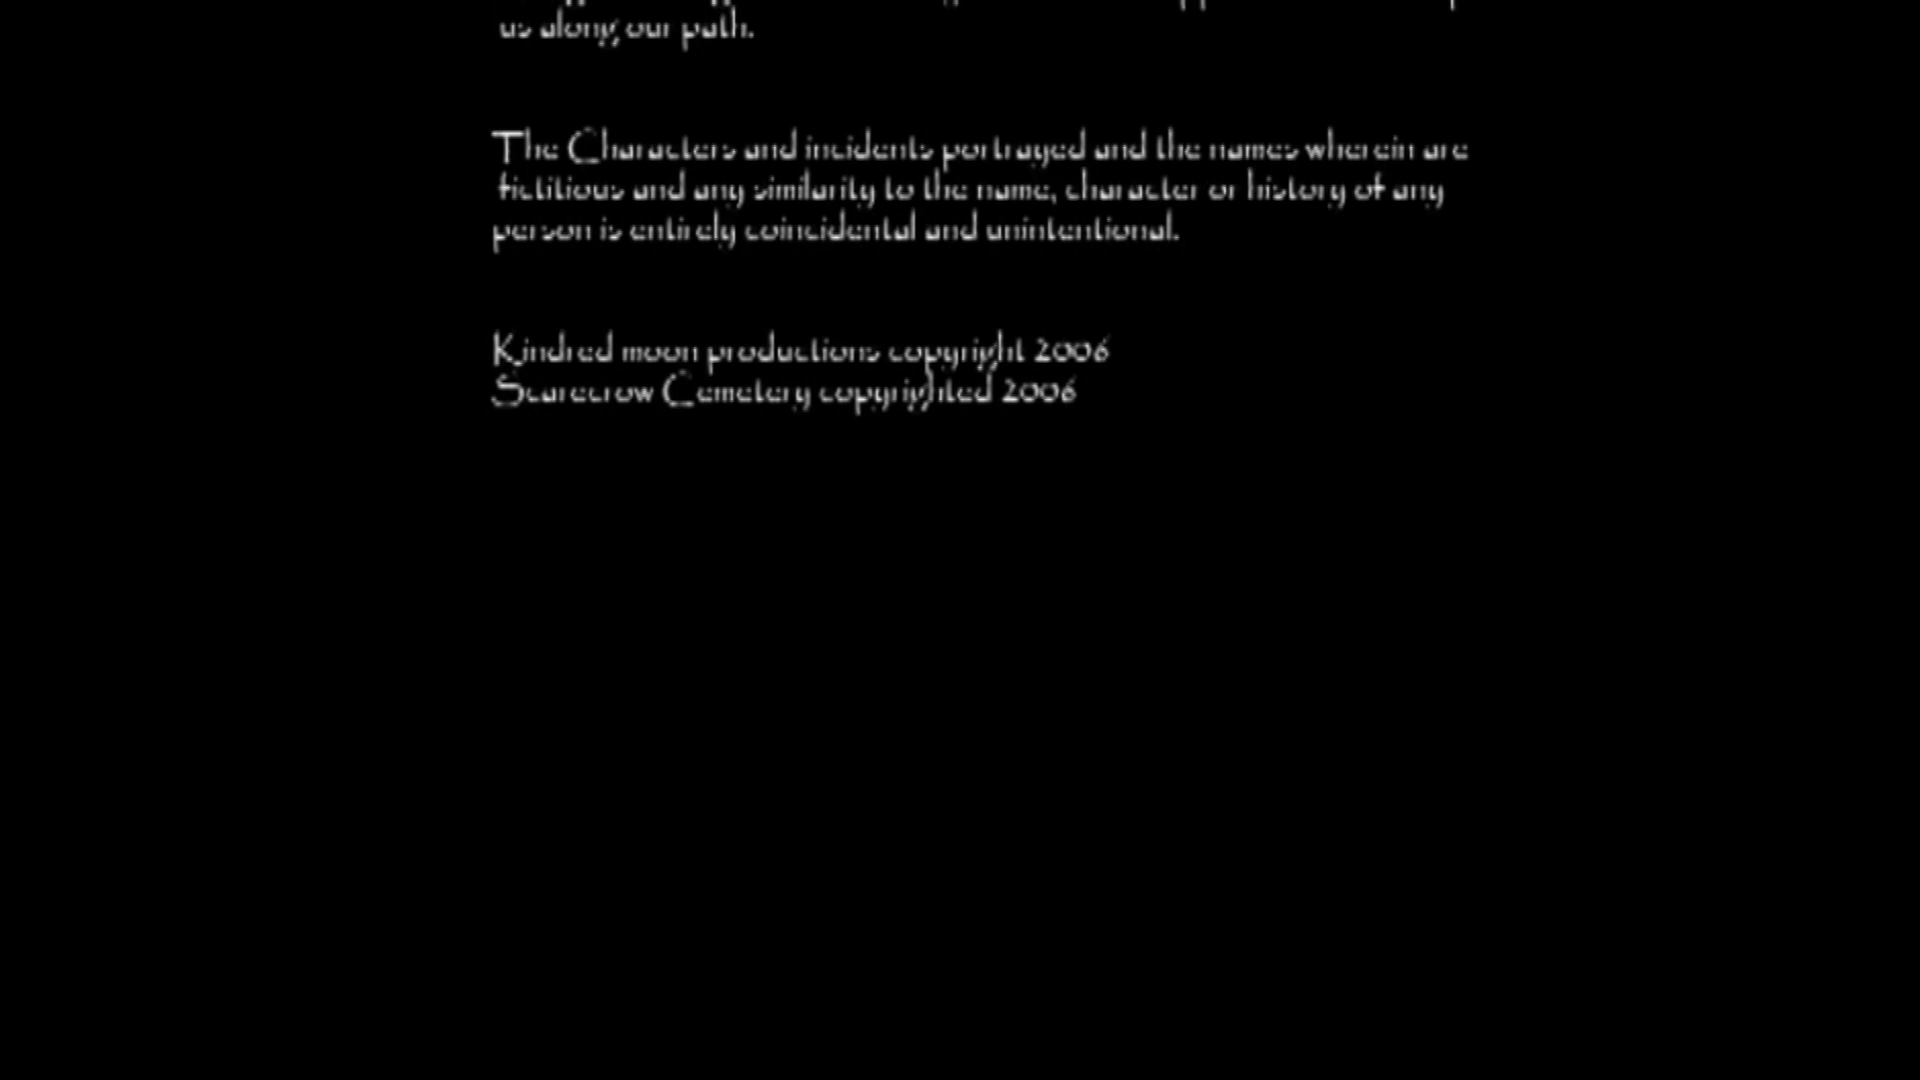 us along our path.
The Characters and incidents portrayed and the names wherein are
fictitious and any similarity to the name, character or history of any
person is entirely coincidental and unintentional.
Kindred moon productions copyright 2006
Scarecrow Cemetery copyrighted 2006